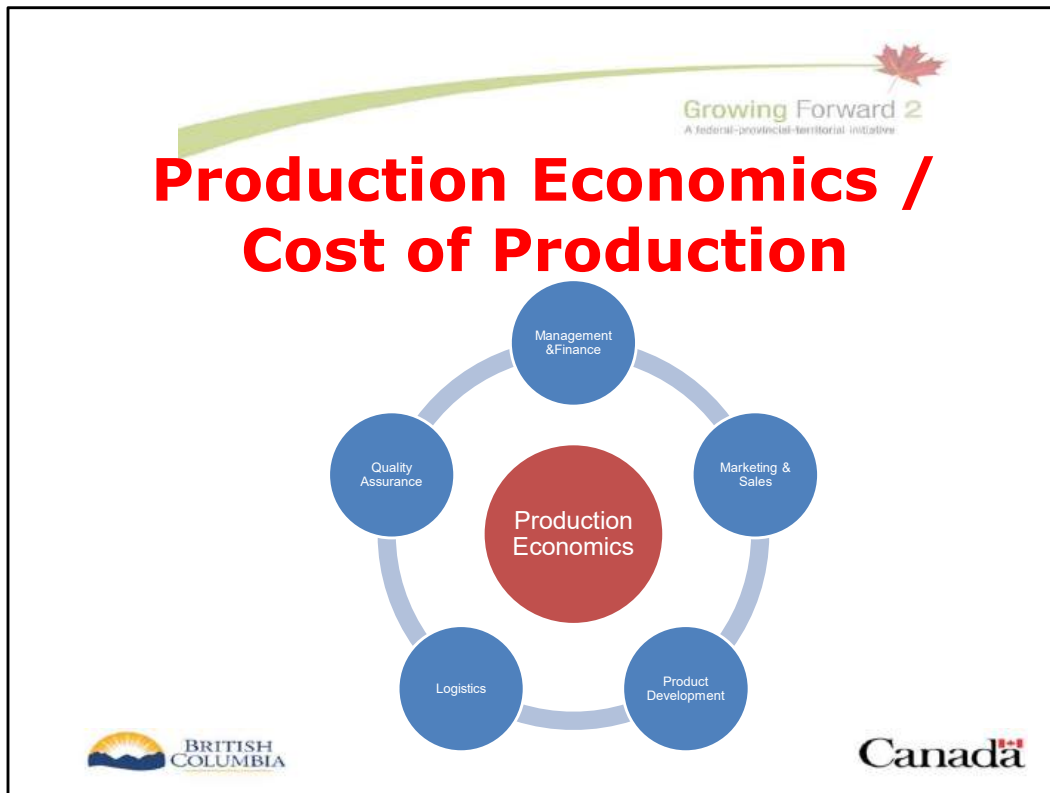 Growing Forward 2
A federal-provincial-territorial initiative
Production Economics /
Cost of Production
Management
&Finance
Quality
Assurance
Marketing &
Sales
Production
Economics
Logistics
Product
Development
BRITISH
COLUMBIA
Canada